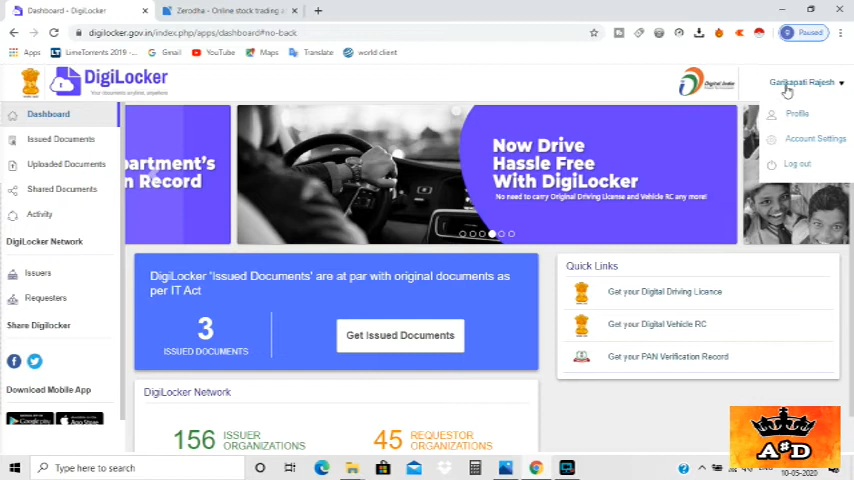 Dashboard - DigiLocker
Zerodha - Online stock trading a
digilocker.gov.in/index.php/apps/dashboard#no-back
Paused
Apps
LimeTorrents 2019 -...
Gmail
YouTube
Maps
Translate
world client
DigiLocker
Your documents anytime, anywhere
Digital India
Garikapati Rajesh
Profile
Account Settings
Log out
Dashboard
Issued Documents
Uploaded Documents
Shared Documents
Activity
DigiLocker Network
Issuers
Requesters
Share Digilocker
Download Mobile App
Google play
App Store
partment's
n Record
Now Drive
Hassle Free
With DigiLocker
No need to carry Original Driving License and Vehicle RC any more!
DigiLocker 'Issued Documents' are at par with original documents as
per IT Act
3
ISSUED DOCUMENTS
Get Issued Documents
Quick Links
Get your Digital Driving Licence
Get your Digital Vehicle RC
Get your PAN Verification Record
DigiLocker Network
156 ISSUER
ORGANIZATIONS
45 REQUESTOR
ORGANIZATIONS
A#D
Type here to search
10-05-2020